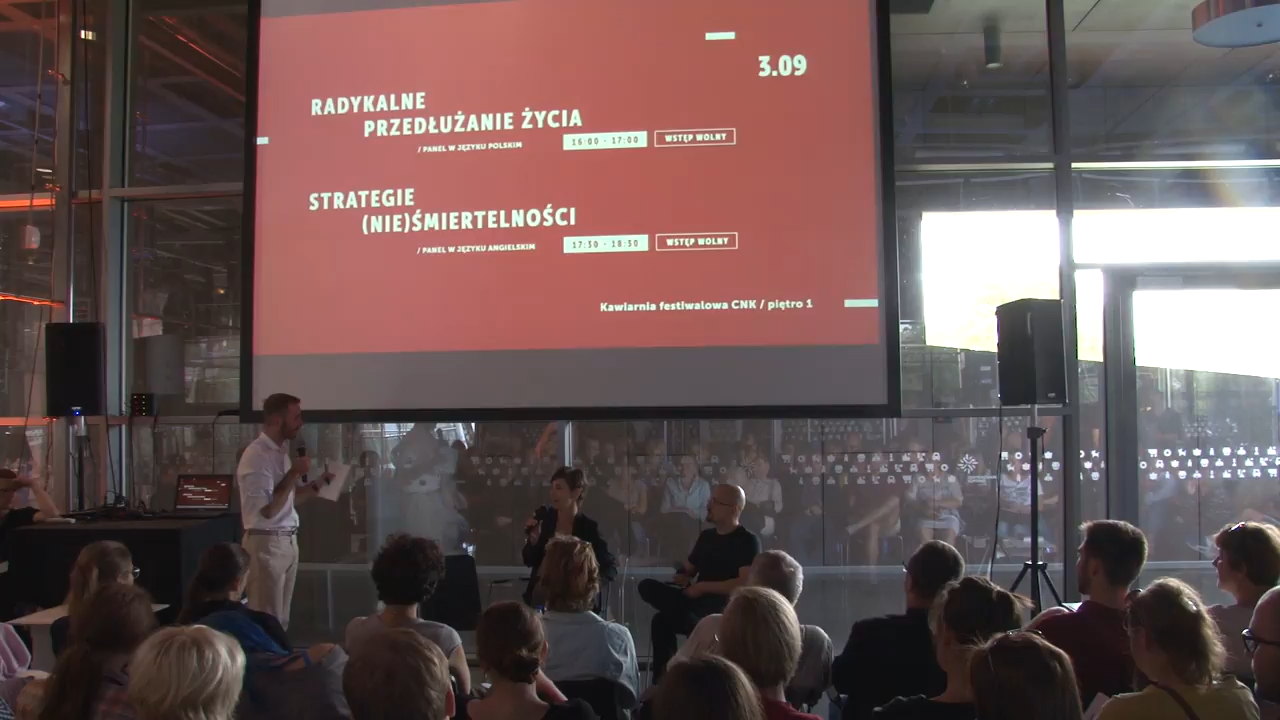 3.09
RADYKALNE
PRZEDŁUŻANIE ŻYCIA
/ PANEL W JĘZYKU POLSKIM
16:00 - 17:00
WSTĘP WOLNY
STRATEGIE
(NIE)ŚMIERTELNOŚCI
/ PANEL W JĘZYKU ANGIELSKIM
17:30 - 18:30
WSTĘP WOLNY
Kawiarnia festiwalowa CNK / piętro 1